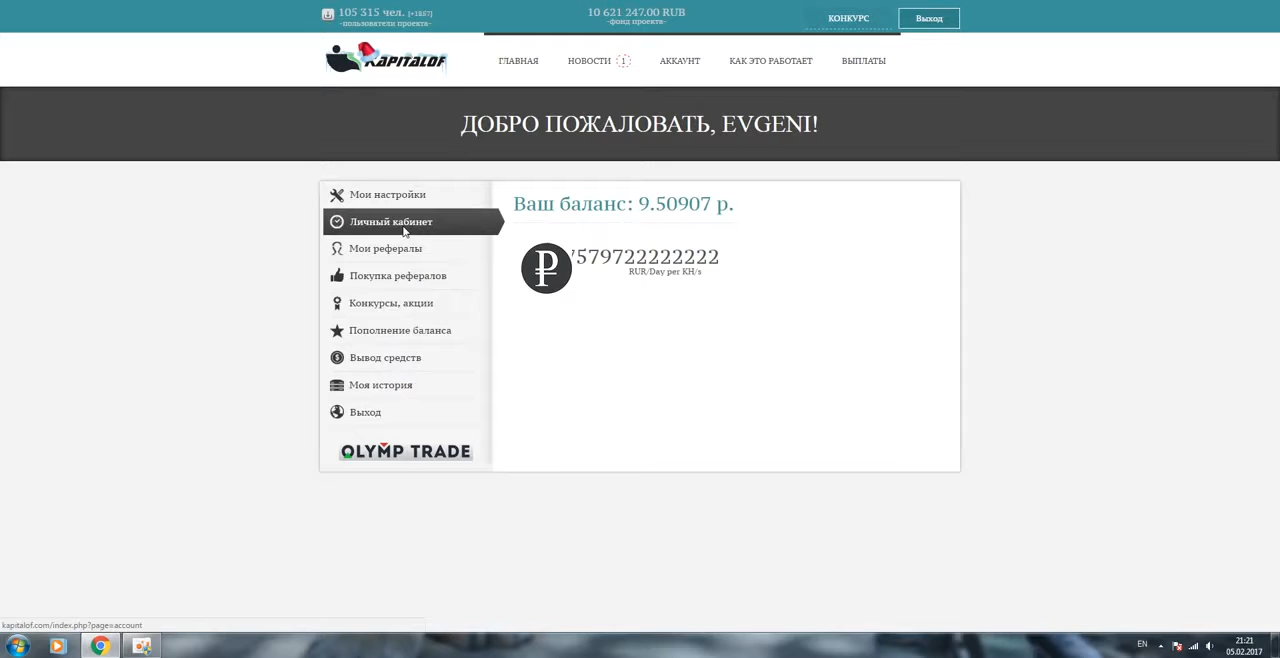 105 315 чел. [+1857]
-пользователи проекта-
10 621 247.00 RUB
-фонд проекта-
КОНКУРС
Выход
KAPITALOF
ГЛАВНАЯ
НОВОСТИ 1
АККАУНТ
КАК ЭТО РАБОТАЕТ
ВЫПЛАТЫ
ДОБРО ПОЖАЛОВАТЬ, EVGENI!
Мои настройки
Личный кабинет
Мои рефералы
Покупка рефералов
Конкурсы, акции
Пополнение баланса
Вывод средств
Моя история
Выход
OLYMP TRADE
Ваш баланс: 9.50907 р.
7579722222222
RUR/Day per KH/s
kapitalof.com/index.php?page=account
EN
21:21
05.02.2017